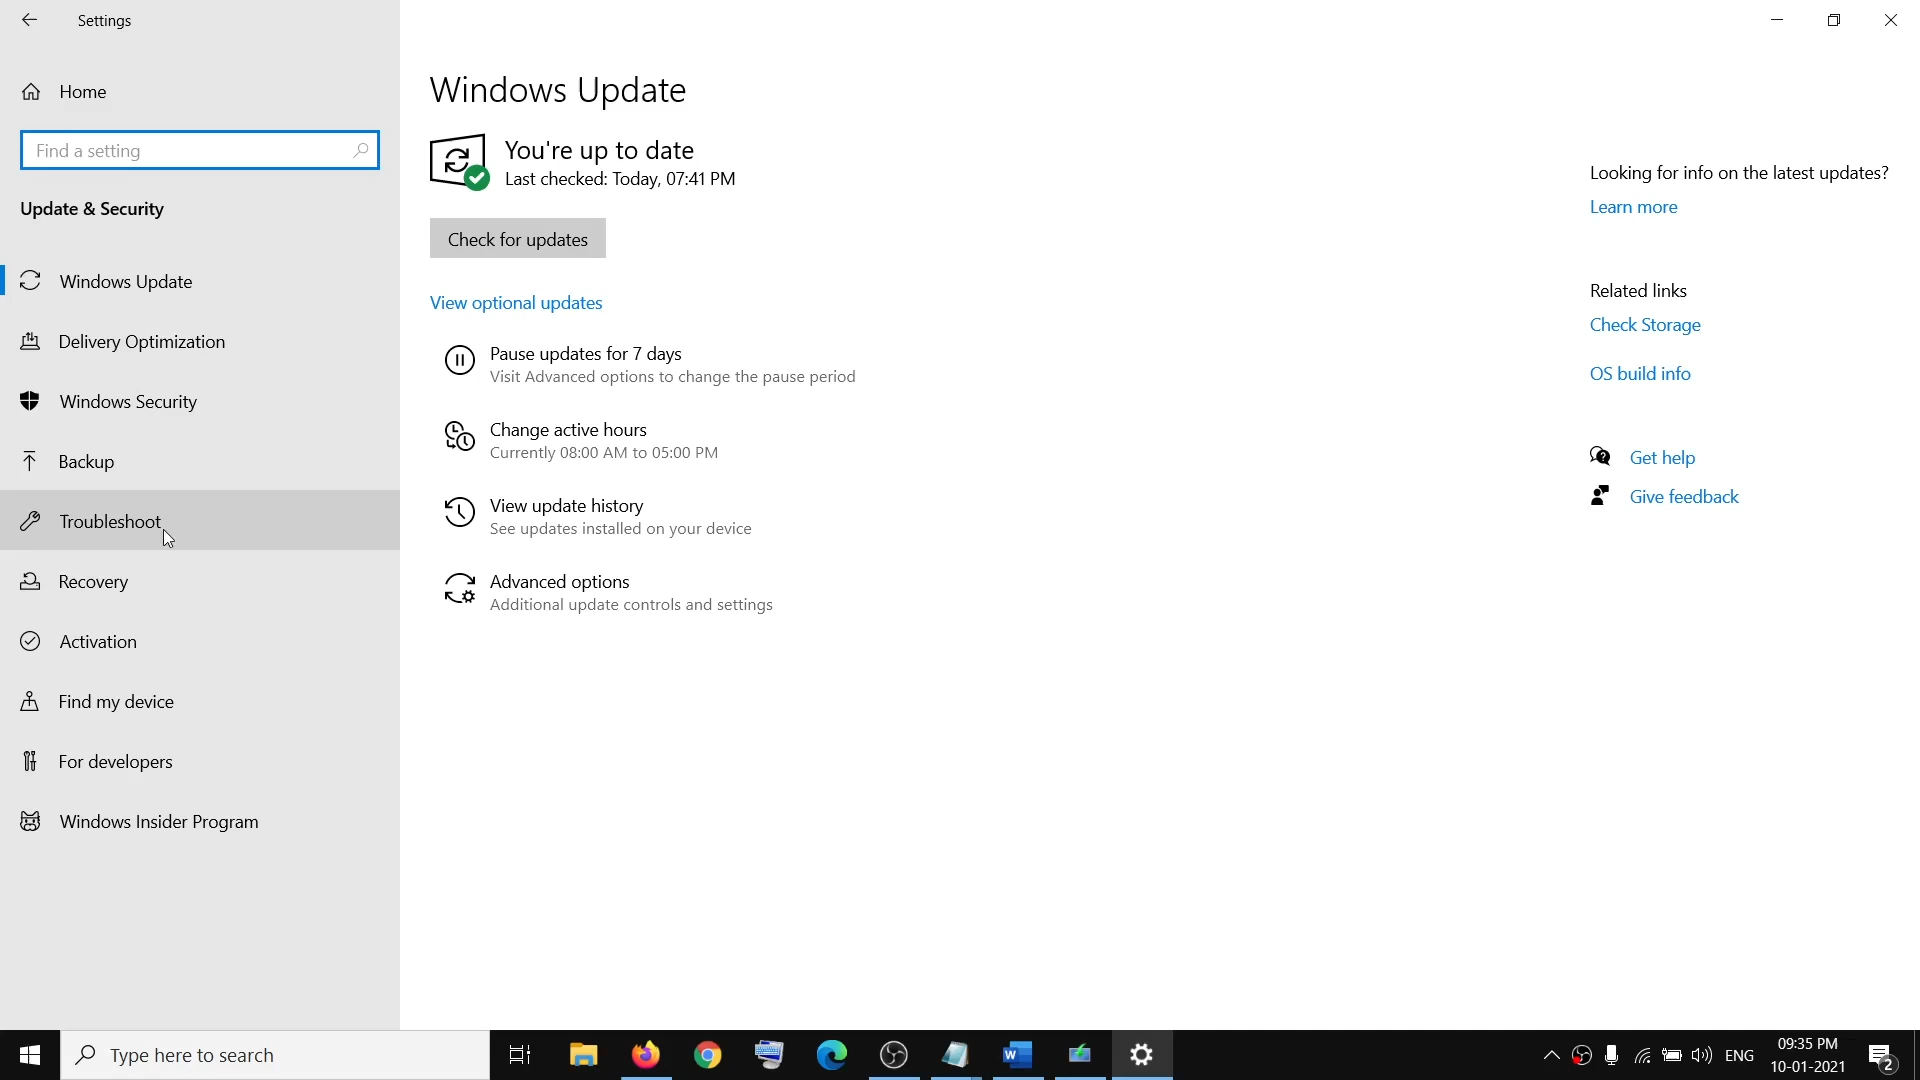 Settings
Home
Find a setting
Update & Security
Windows Update
Delivery Optimization
Windows Security
Backup
Troubleshoot
Recovery
Activation
Find my device
For developers
Windows Insider Program
Windows Update
You're up to date
Last checked: Today, 07:41 PM
Check for updates
View optional updates
Pause updates for 7 days
Visit Advanced options to change the pause period
Change active hours
Currently 08:00 AM to 05:00 PM
View update history
See updates installed on your device
Advanced options
Additional update controls and settings
Looking for info on the latest updates?
Learn more
Related links
Check Storage
OS build info
Get help
Give feedback
Type here to search
W
ENG
09:35 PM
10-01-2021
2